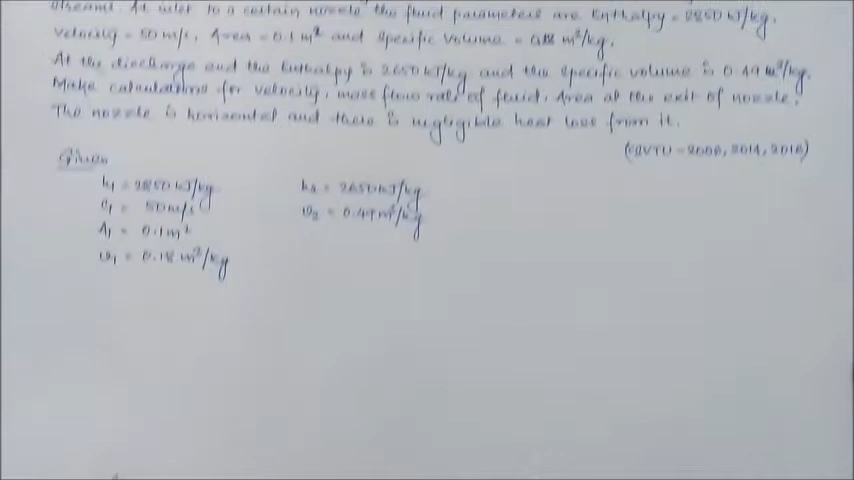 stream. At inlet to a certain nozzle the fluid parameters are Enthalpy = 2850 kJ/kg,
Velocity = 50 m/s, Area = 0.1 m² and Specific Volume = 0.18 m³/kg.
At the discharge end the Enthalpy is 2650 kJ/kg and the specific volume is 0.49 m³/kg.
Make calculations for velocity, mass flow rate of fluid, Area at the exit of nozzle.
The nozzle is horizontal and there is negligible heat loss from it.
(CSVTU - 2008, 2014, 2016)
Given
h₁ = 2850 kJ/kg h₂ = 2650 kJ/kg
C₁ = 50 m/s v₂ = 0.49 m³/kg
A₁ = 0.1 m²
v₁ = 0.18 m³/kg